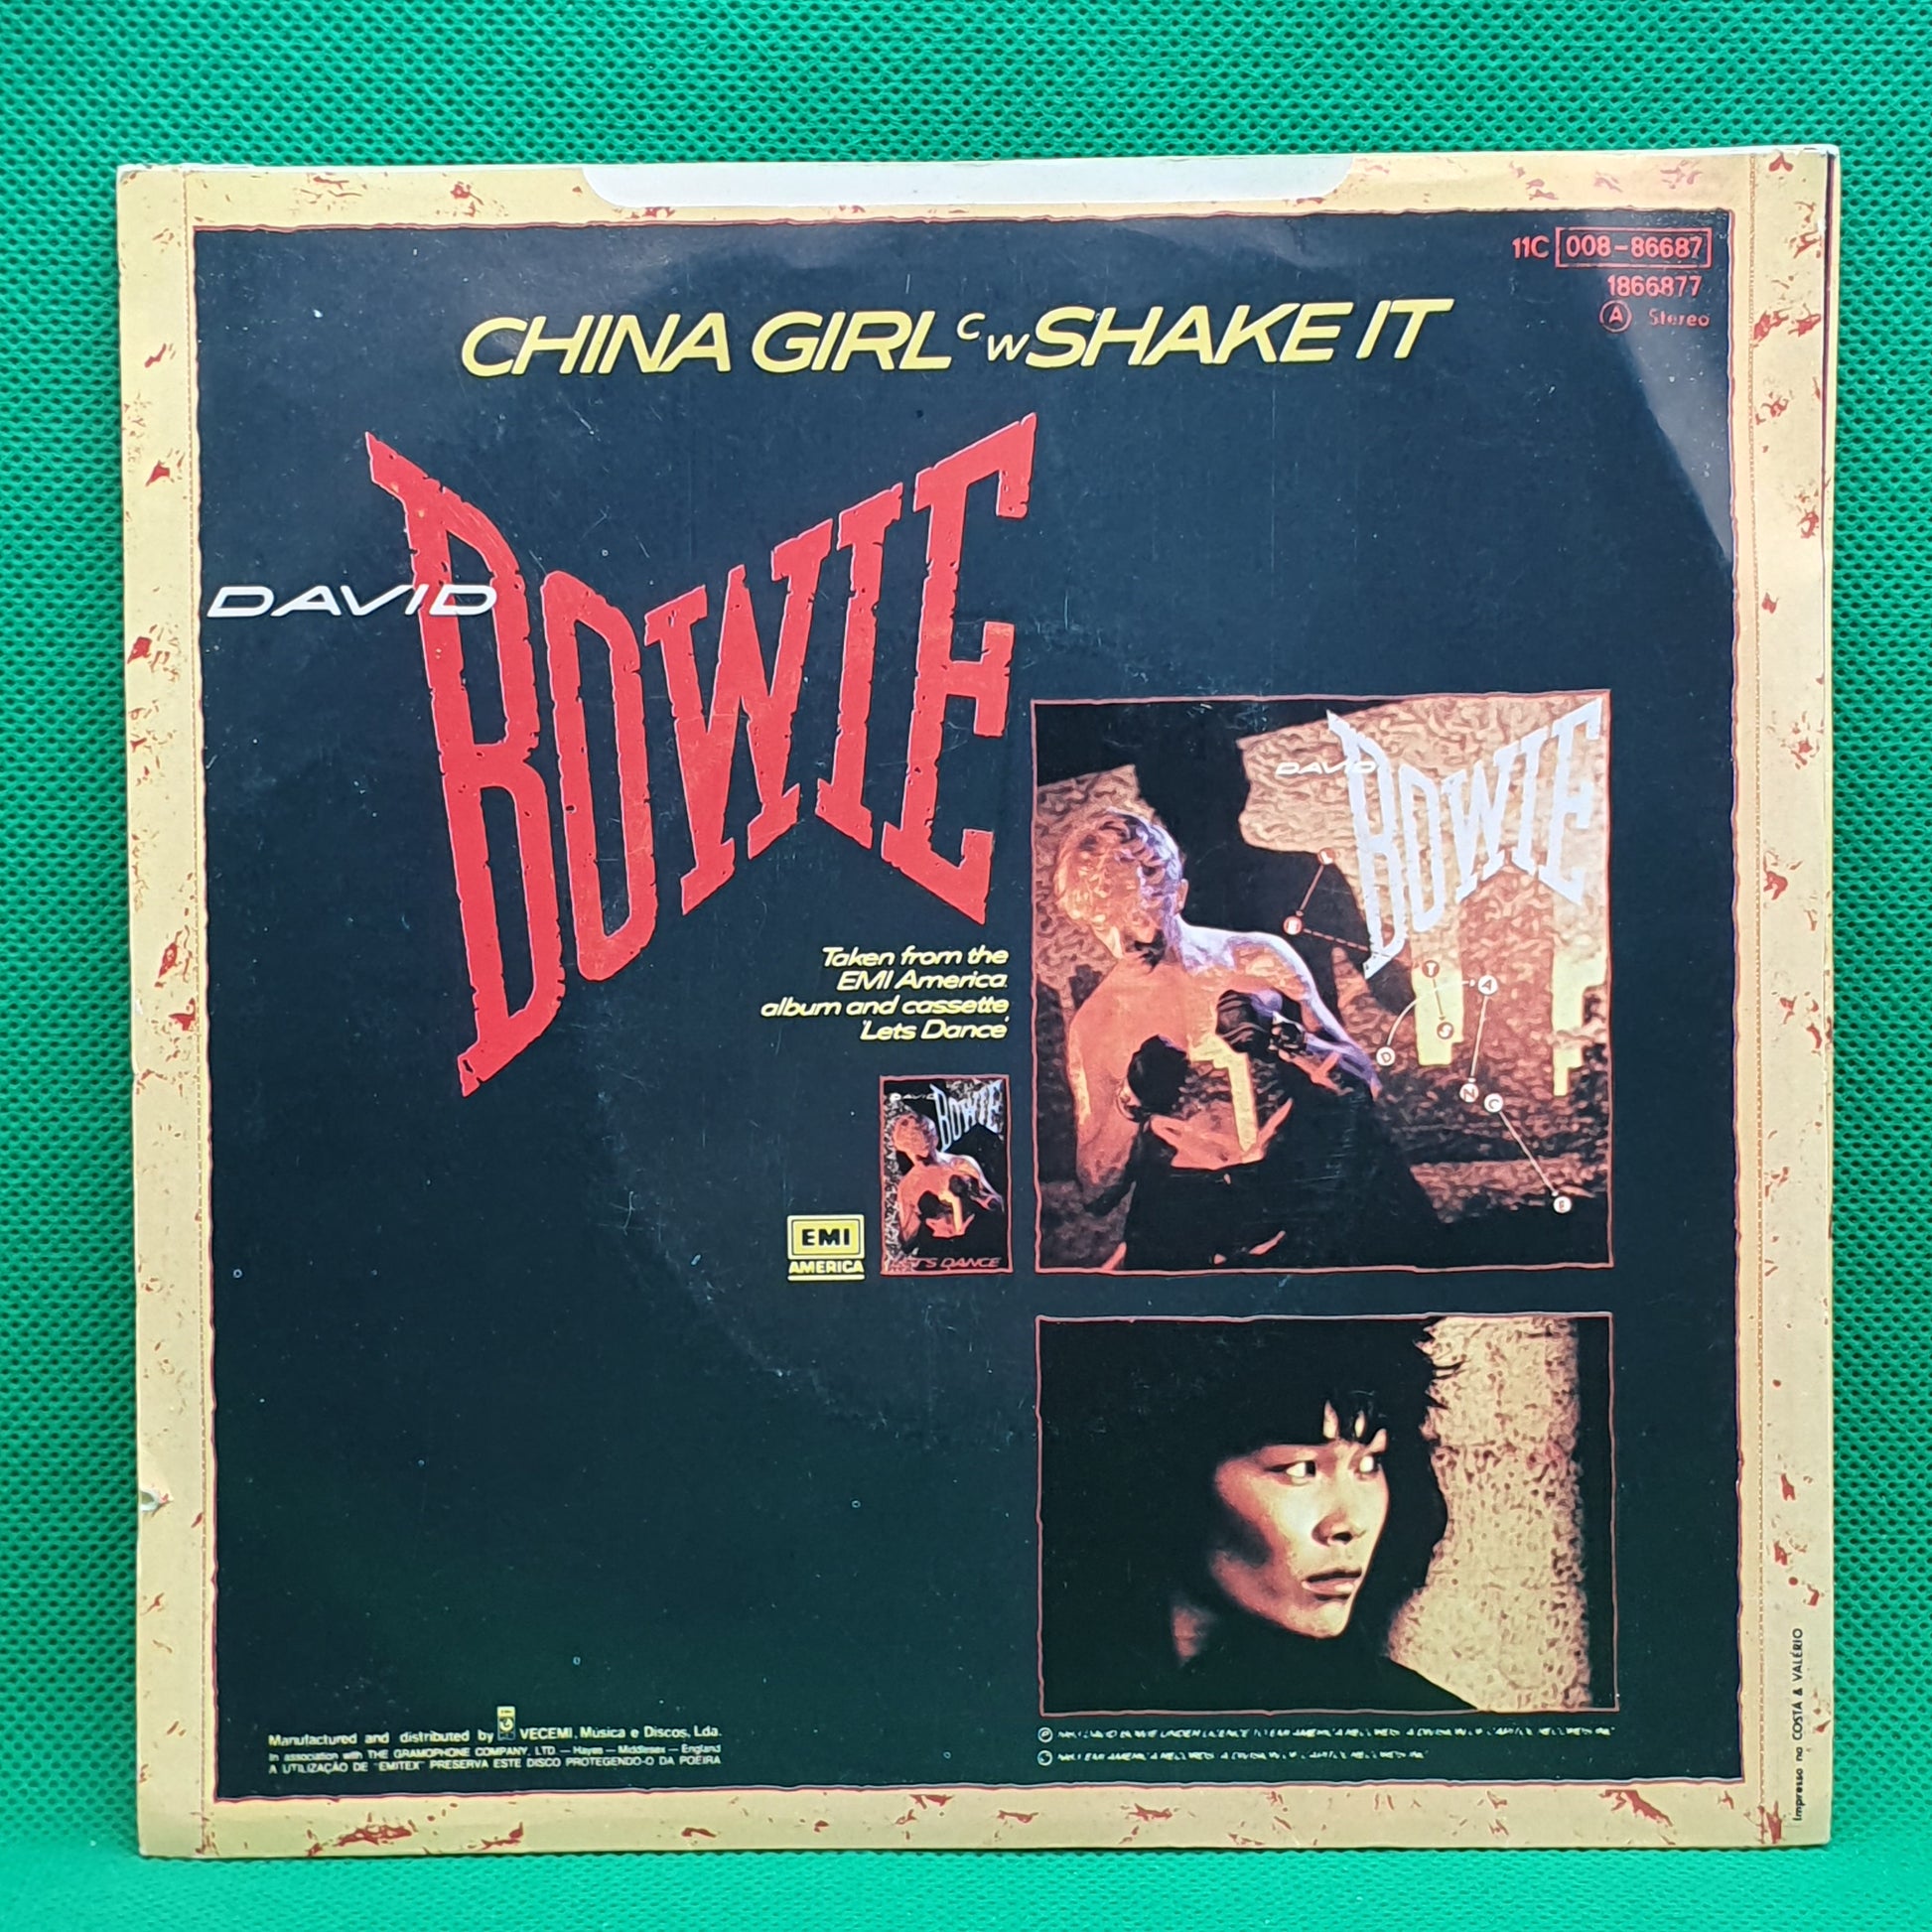 11C 008-86687
1866877
A Stereo
CHINA GIRL C W SHAKE IT
DAVID
BOWIE
DAVID
BOWIE
L E
T S
D A N C E
Taken from the
EMI America
album and cassette
'Lets Dance'
DAVID
BOWIE
LET'S DANCE
EMI
AMERICA
Manufactured and distributed by VECEMI, Música e Discos, Lda.
In association with THE GRAMOPHONE COMPANY, LTD. — Hayes — Middlesex — England
A UTILIZAÇÃO DE "EMITEX" PRESERVA ESTE DISCO PROTEGENDO-O DA POEIRA
Impresso na COSTA & VALÉRIO